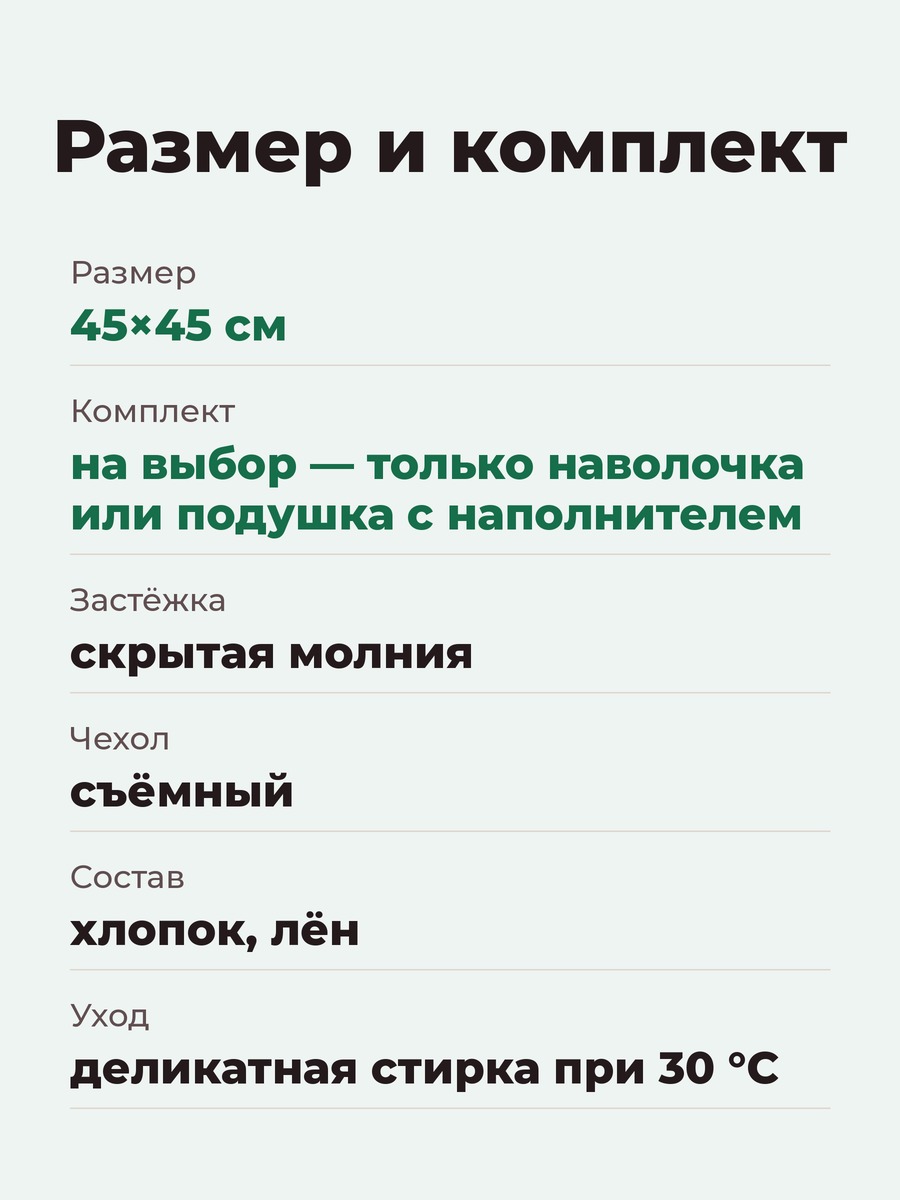 Размер и комплект
Размер
45×45 см
Комплект
на выбор — только наволочка
или подушка с наполнителем
Застёжка
скрытая молния
Чехол
съёмный
Состав
хлопок, лён
Уход
деликатная стирка при 30 °C